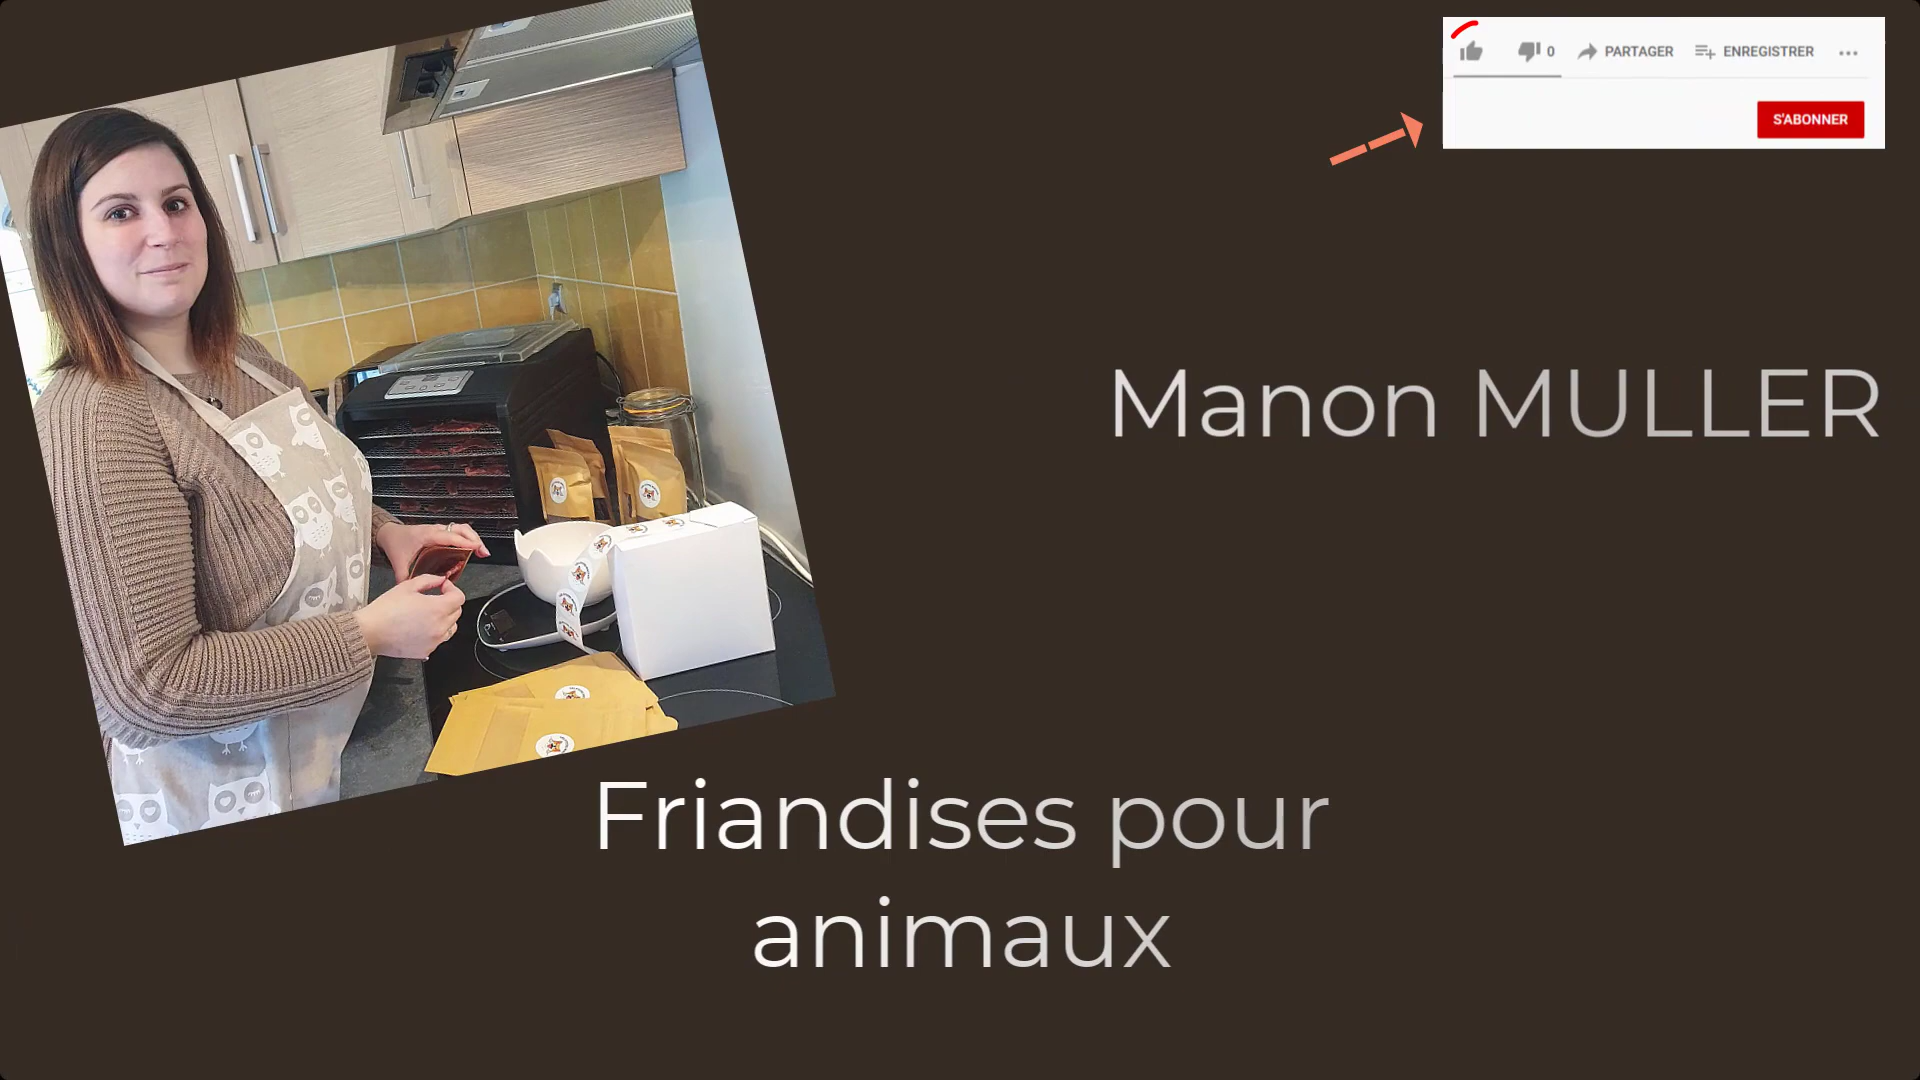 0 PARTAGER ENREGISTRER
S'ABONNER
Manon MULLER
Friandises pour
animaux